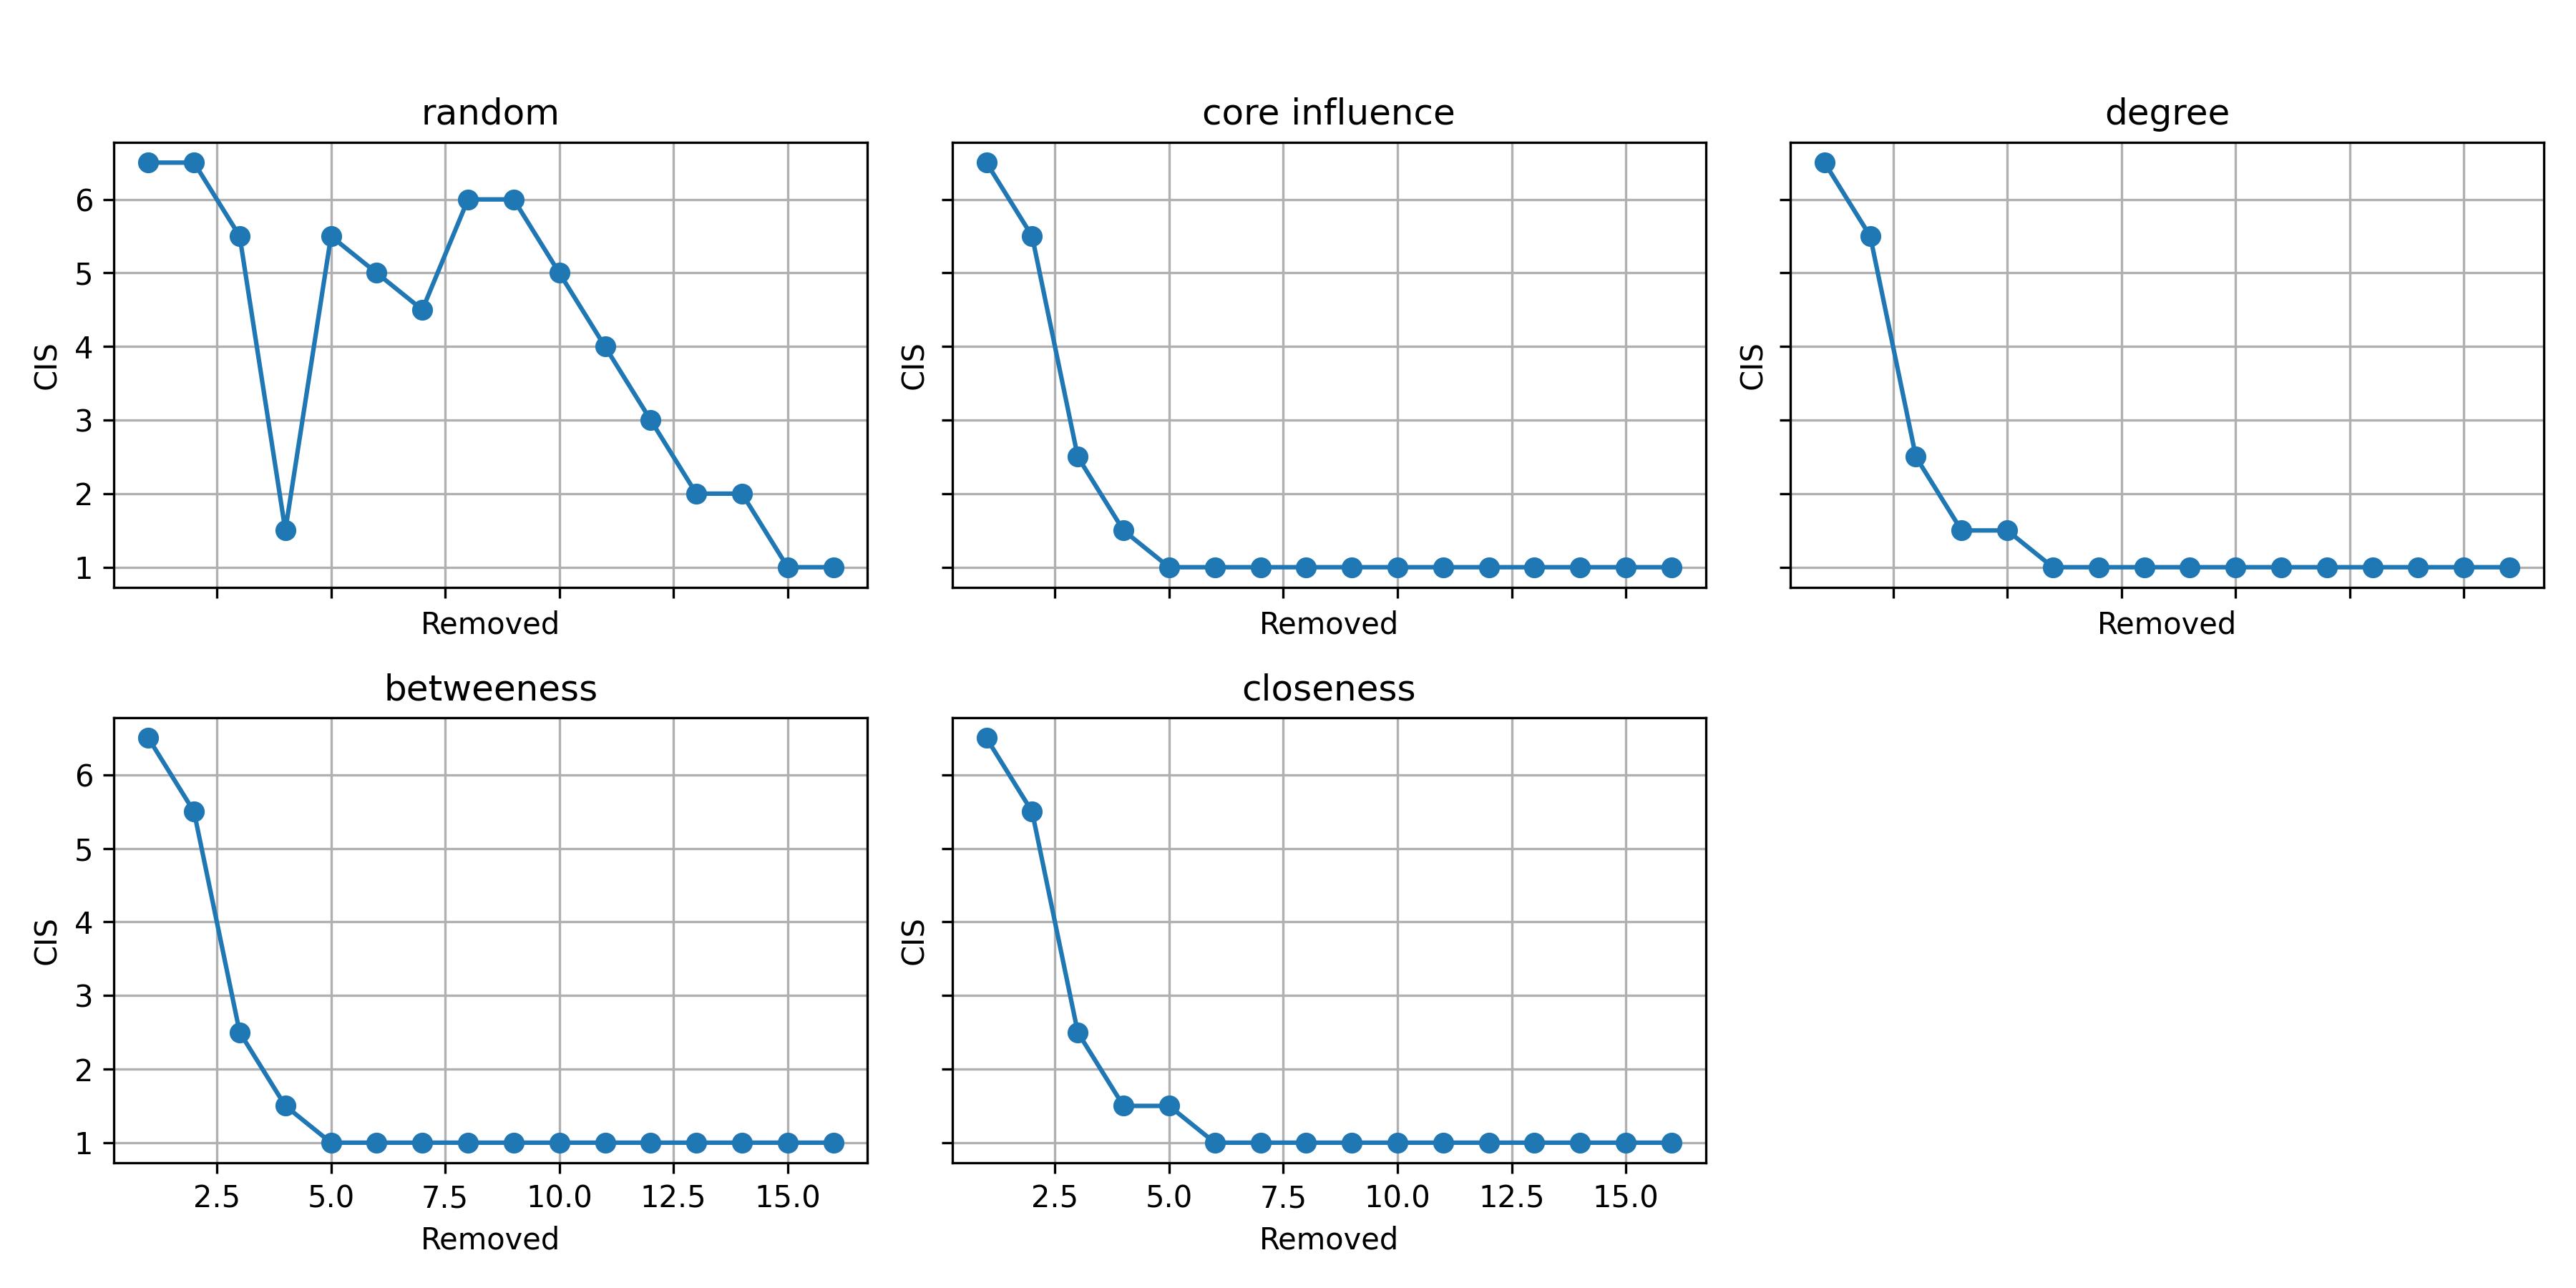 random
core influence
degree
CIS
6
5
4
3
2
1
Removed
CIS
Removed
CIS
Removed
betweeness
closeness
CIS
6
5
4
3
2
1
2.5 5.0 7.5 10.0 12.5 15.0
Removed
CIS
2.5 5.0 7.5 10.0 12.5 15.0
Removed